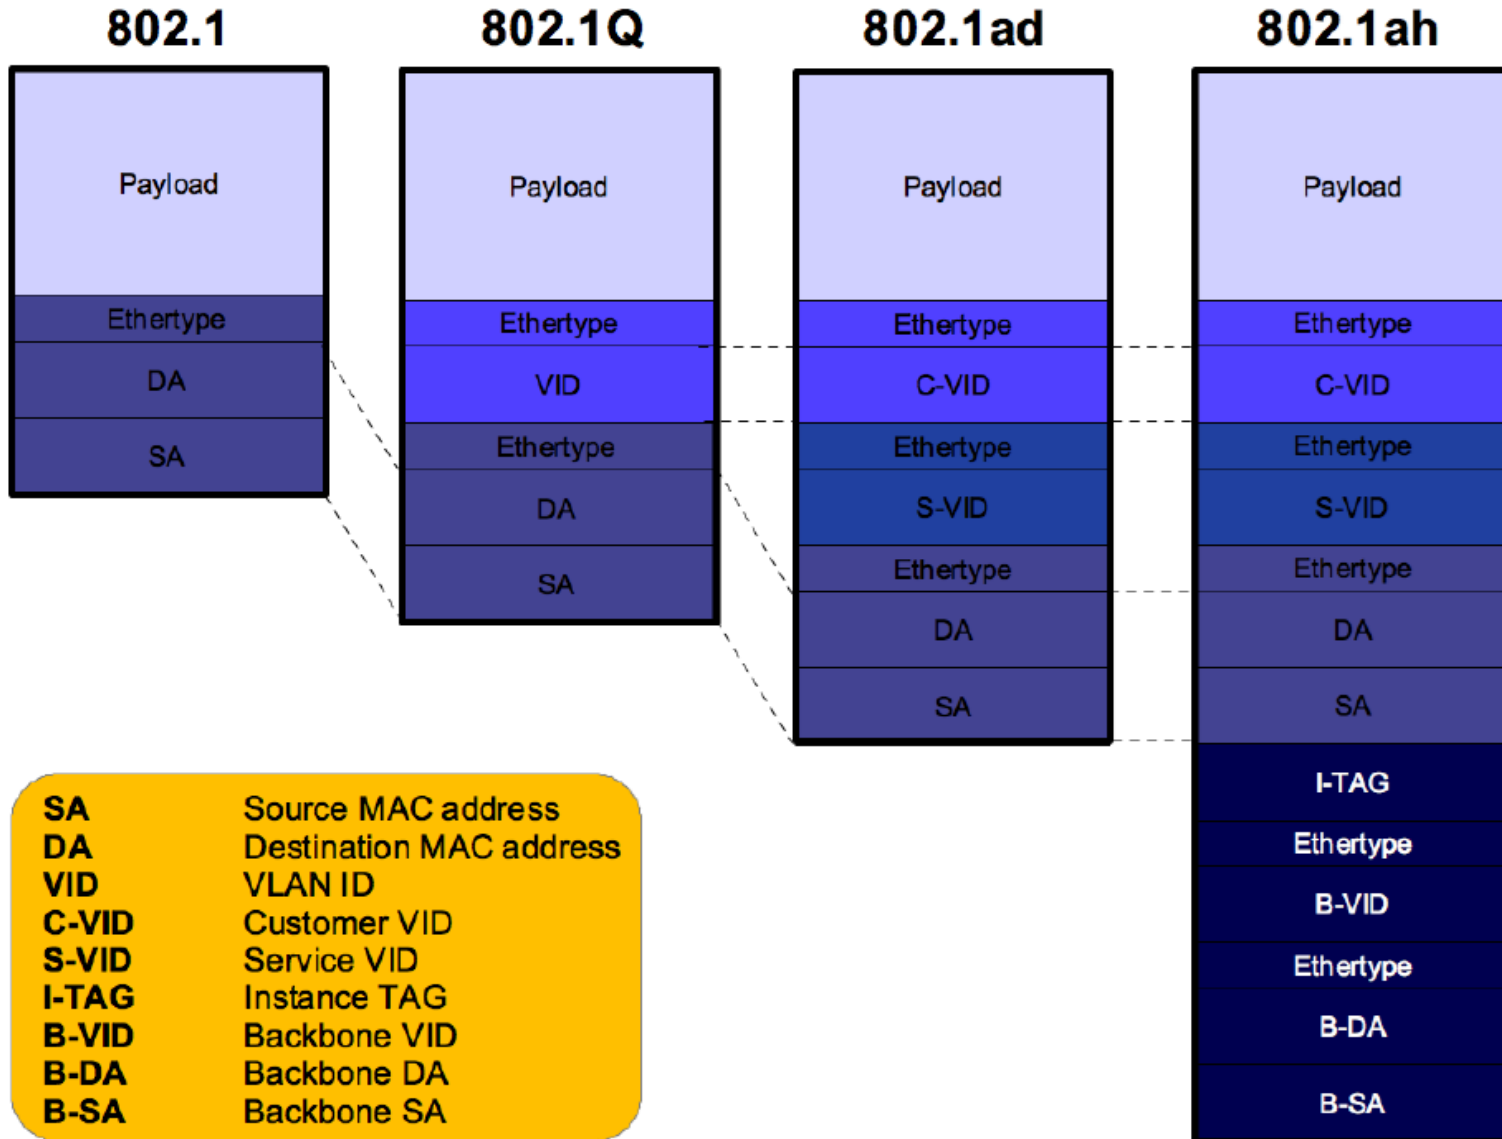 802.1
Payload
Ethertype
DA
SA
802.1Q
Payload
Ethertype
VID
Ethertype
DA
SA
802.1ad
Payload
Ethertype
C-VID
Ethertype
S-VID
Ethertype
DA
SA
802.1ah
Payload
Ethertype
C-VID
Ethertype
S-VID
Ethertype
DA
SA
I-TAG
Ethertype
B-VID
Ethertype
B-DA
B-SA
SA Source MAC address
DA Destination MAC address
VID VLAN ID
C-VID Customer VID
S-VID Service VID
I-TAG Instance TAG
B-VID Backbone VID
B-DA Backbone DA
B-SA Backbone SA